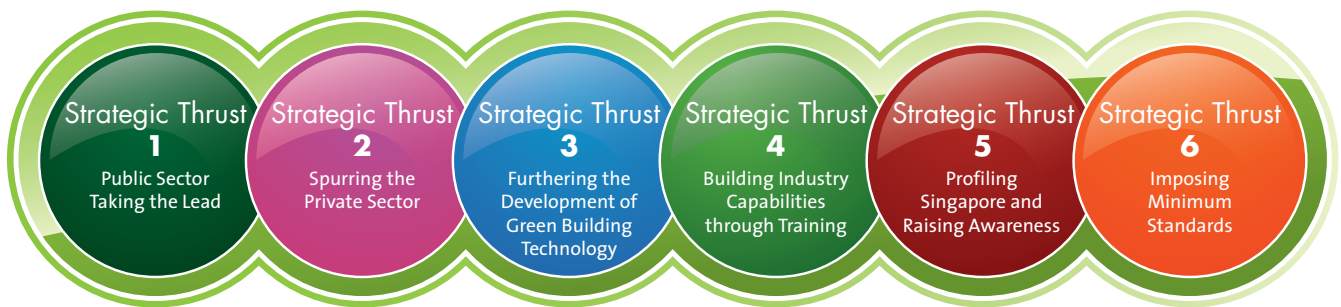 Strategic Thrust
1
Public Sector
Taking the Lead
Strategic Thrust
2
Spurring the
Private Sector
Strategic Thrust
3
Furthering the
Development of
Green Building
Technology
Strategic Thrust
4
Building Industry
Capabilities
through Training
Strategic Thrust
5
Profiling
Singapore and
Raising Awareness
Strategic Thrust
6
Imposing
Minimum
Standards